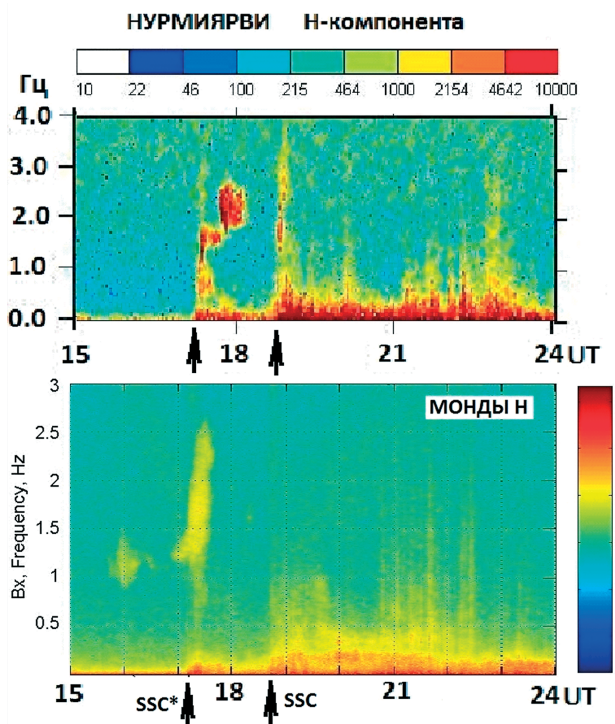 НУРМИЯРВИ Н-компонента
10 22 46 100 215 464 1000 2154 4642 10000
Гц
4.0
3.0
2.0
1.0
0.0
15 18 21 24 UT
3
МОНДЫ Н
2.5
2
1.5
1
0.5
Bx, Frequency, Hz
15 18 21 24 UT
SSC* SSC